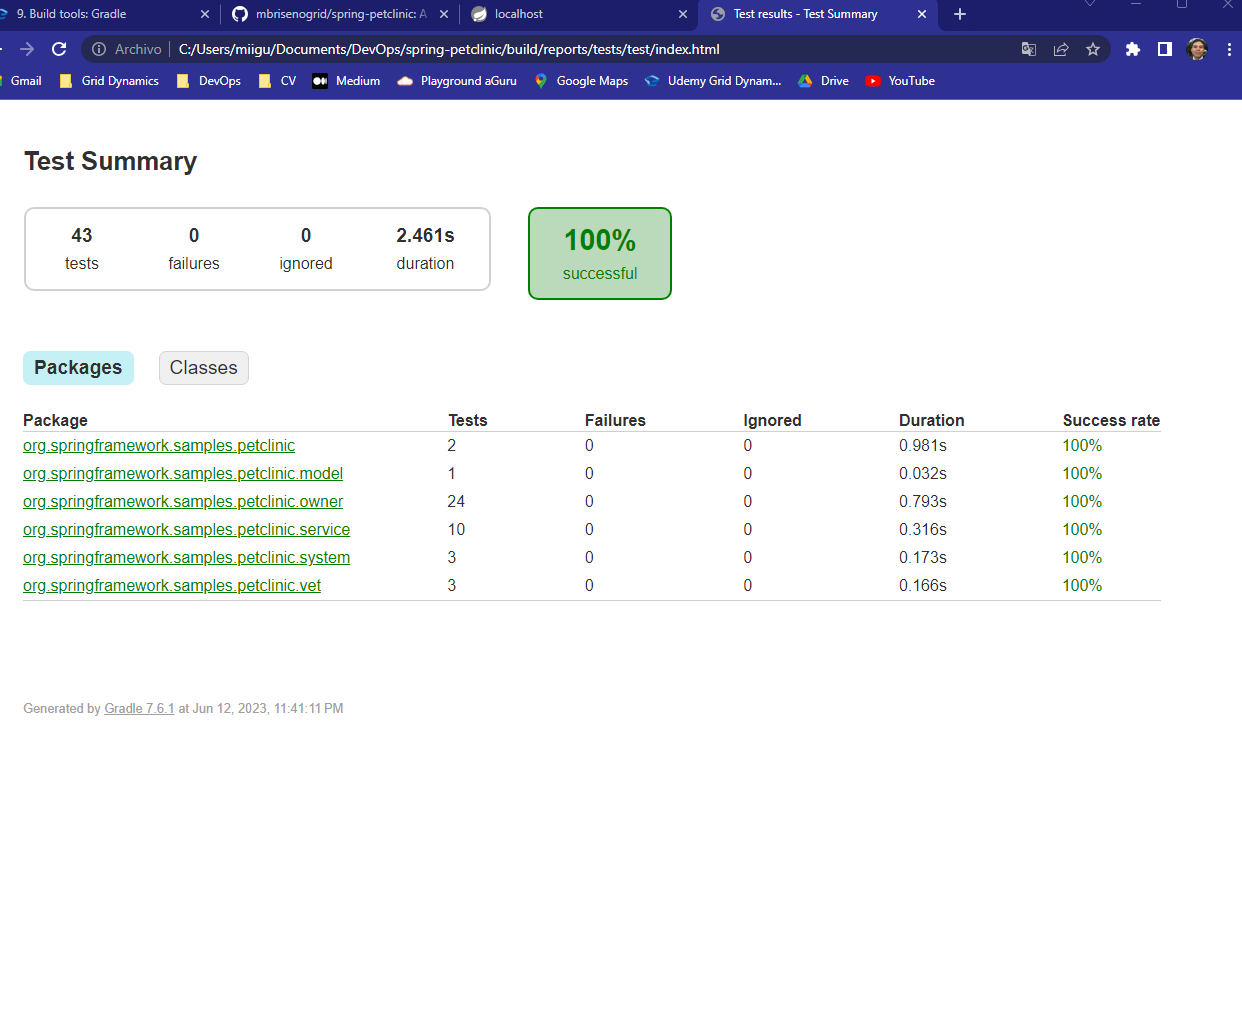 9. Build tools: Gradle
mbrisenogrid/spring-petclinic: A
localhost
Test results - Test Summary
Archivo C:/Users/miigu/Documents/DevOps/spring-petclinic/build/reports/tests/test/index.html
Gmail Grid Dynamics DevOps CV Medium Playground aGuru Google Maps Udemy Grid Dynam... Drive YouTube
Test Summary
43 0 0 2.461s
tests failures ignored duration
100%
successful
Packages Classes
Package Tests Failures Ignored Duration Success rate
org.springframework.samples.petclinic 2 0 0 0.981s 100%
org.springframework.samples.petclinic.model 1 0 0 0.032s 100%
org.springframework.samples.petclinic.owner 24 0 0 0.793s 100%
org.springframework.samples.petclinic.service 10 0 0 0.316s 100%
org.springframework.samples.petclinic.system 3 0 0 0.173s 100%
org.springframework.samples.petclinic.vet 3 0 0 0.166s 100%
Generated by Gradle 7.6.1 at Jun 12, 2023, 11:41:11 PM